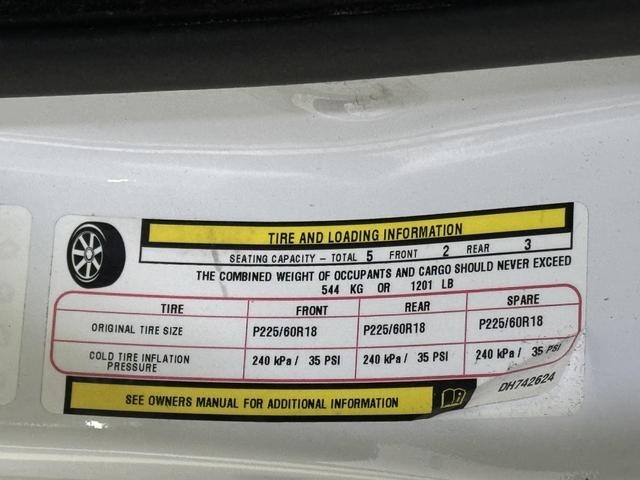 TIRE AND LOADING INFORMATION
SEATING CAPACITY - TOTAL 5 FRONT 2 REAR 3
THE COMBINED WEIGHT OF OCCUPANTS AND CARGO SHOULD NEVER EXCEED
544 KG OR 1201 LB
TIRE FRONT REAR SPARE
ORIGINAL TIRE SIZE P225/60R18 P225/60R18 P225/60R18
COLD TIRE INFLATION PRESSURE 240 kPa / 35 PSI 240 kPa / 35 PSI 240 kPa / 35 PSI
SEE OWNERS MANUAL FOR ADDITIONAL INFORMATION
DH742624